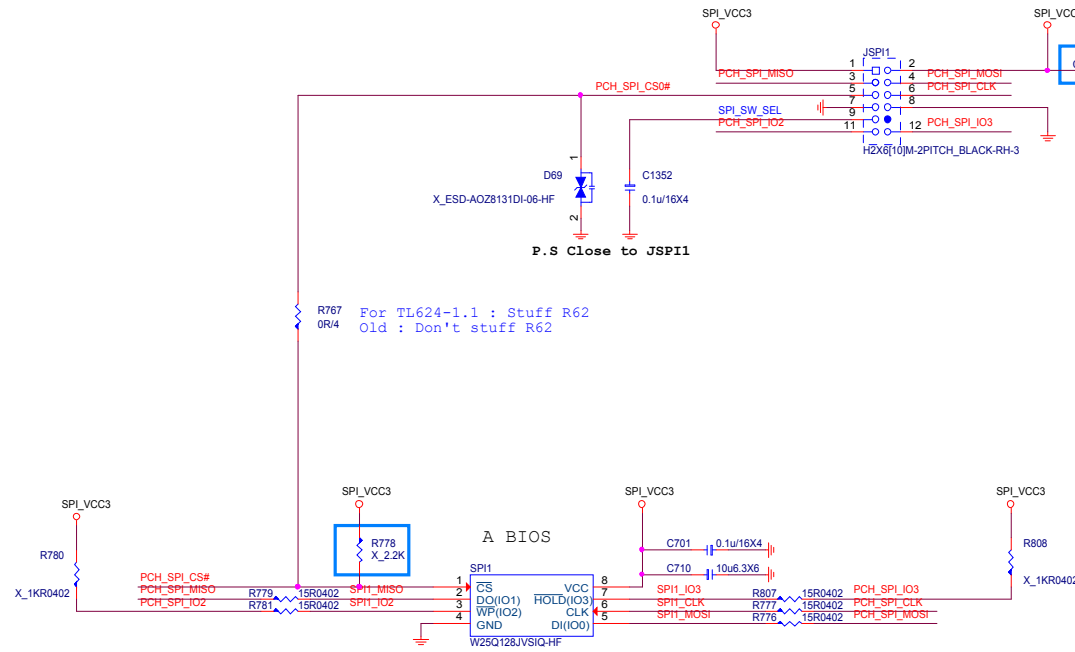 SPI_VCC3
SPI_VCC
JSPI1
1
2
PCH_SPI_MISO
3
4
PCH_SPI_MOSI
PCH_SPI_CS0#
5
6
PCH_SPI_CLK
7
8
SPI_SW_SEL
9
PCH_SPI_IO2
11
12
PCH_SPI_IO3
H2X6[10]M-2PITCH_BLACK-RH-3
1
D69
C1352
X_ESD-AOZ8131DI-06-HF
0.1u/16X4
2
P.S Close to JSPI1
R767
0R/4
For TL624-1.1 : Stuff R62
Old : Don't stuff R62
SPI_VCC3
SPI_VCC3
SPI_VCC3
SPI_VCC3
R780
R778
X_2.2K
A BIOS
C701
0.1u/16X4
R808
C710
10u6.3X6
SPI1
X_1KR0402
X_1KR0402
PCH_SPI_CS#
1
CS
VCC
8
PCH_SPI_MISO
R779
15R0402
SPI1_MISO
2
DO(IO1)
HOLD(IO3)
7
SPI1_IO3
R807
15R0402
PCH_SPI_IO3
PCH_SPI_IO2
R781
15R0402
SPI1_IO2
3
WP(IO2)
CLK
6
SPI1_CLK
R777
15R0402
PCH_SPI_CLK
4
GND
DI(IO0)
5
SPI1_MOSI
R776
15R0402
PCH_SPI_MOSI
W25Q128JVSIQ-HF